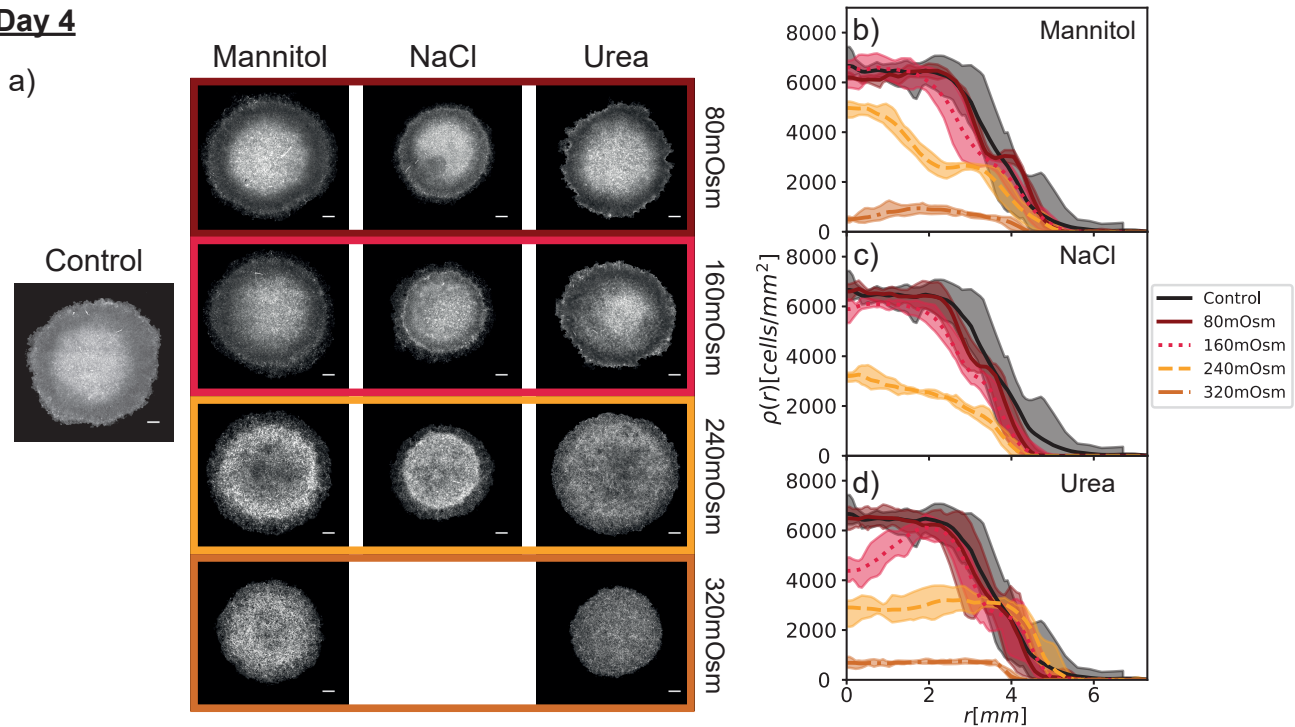 Day 4
a)
Mannitol NaCl Urea
Control
80mOsm
160mOsm
240mOsm
320mOsm
b) Mannitol
8000
6000
4000
2000
0
c) NaCl
8000
6000
4000
2000
0
d) Urea
8000
6000
4000
2000
0
0 2 4 6
r[mm]
ρ(r)[cells/mm²]
Control
80mOsm
160mOsm
240mOsm
320mOsm